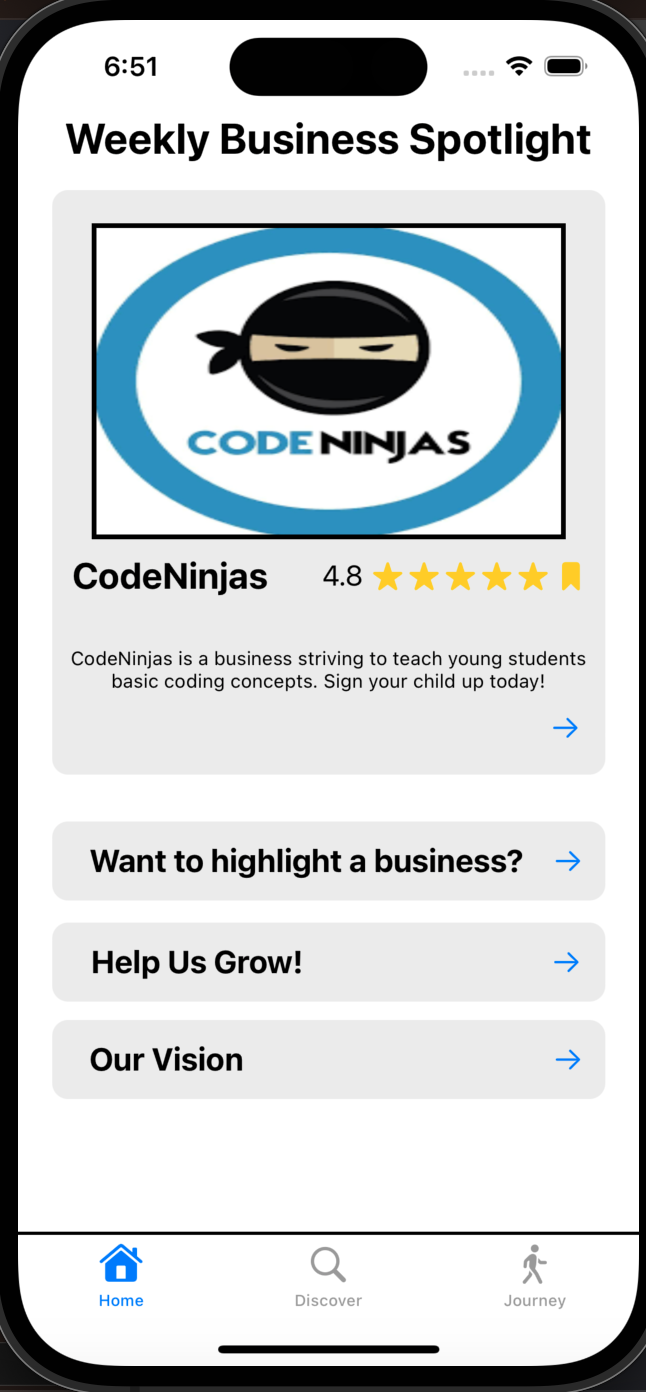 6:51
Weekly Business Spotlight
CODE NINJAS
CodeNinjas 4.8
CodeNinjas is a business striving to teach young students
basic coding concepts. Sign your child up today!
Want to highlight a business?
Help Us Grow!
Our Vision
Home Discover Journey